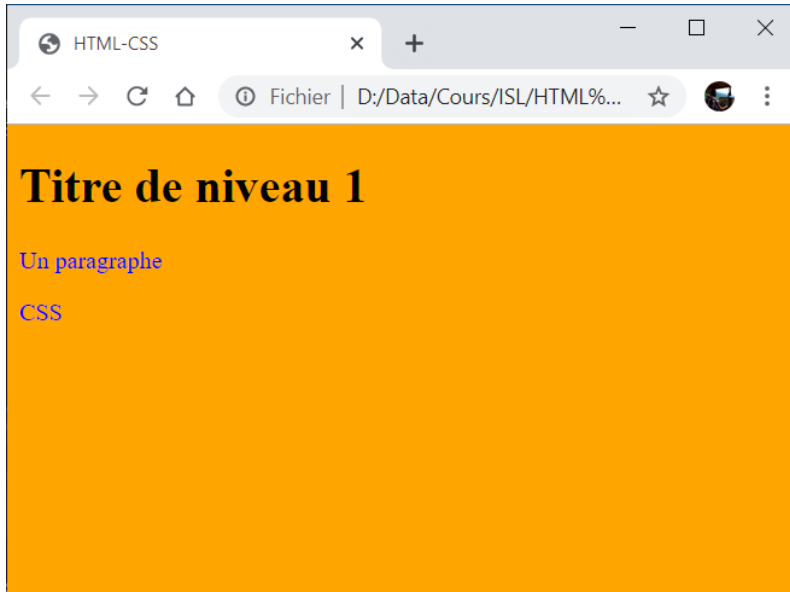 HTML-CSS
Fichier | D:/Data/Cours/ISL/HTML%...
Titre de niveau 1
Un paragraphe
CSS